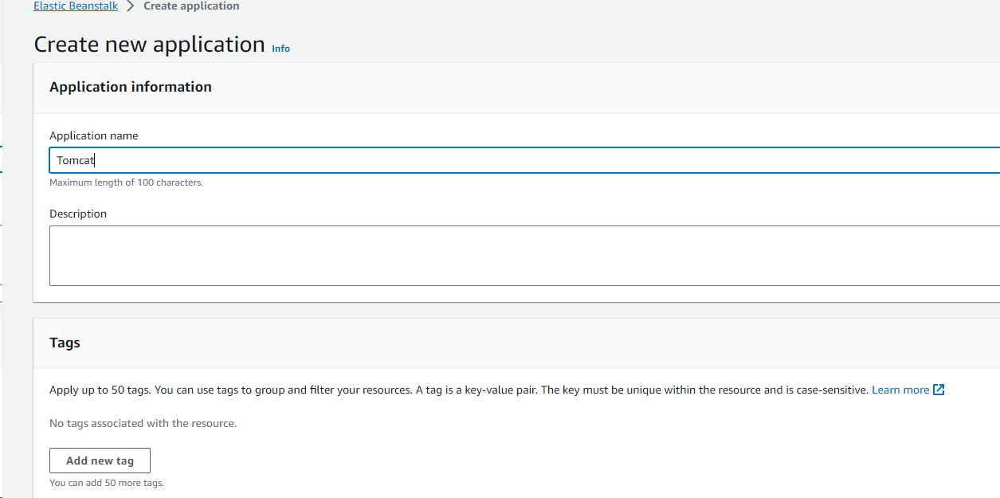 Elastic Beanstalk > Create application
Create new application Info
Application information
Application name
Tomcat
Maximum length of 100 characters.
Description
Tags
Apply up to 50 tags. You can use tags to group and filter your resources. A tag is a key-value pair. The key must be unique within the resource and is case-sensitive. Learn more
No tags associated with the resource.
Add new tag
You can add 50 more tags.